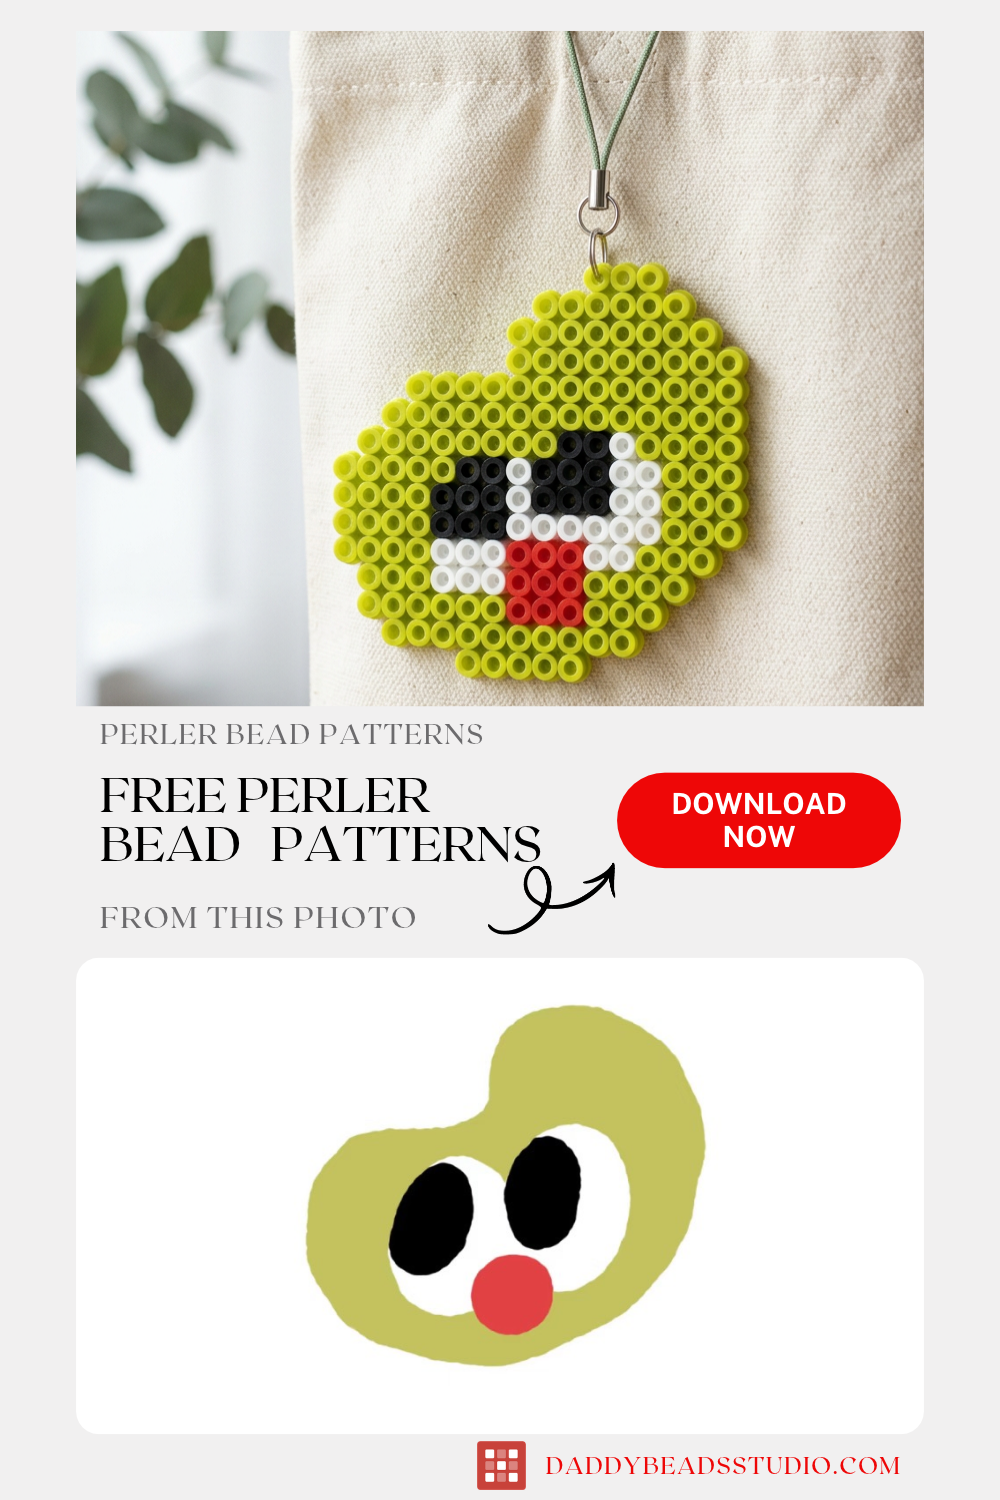 PERLER BEAD PATTERNS
FREE PERLER
BEAD PATTERNS
DOWNLOAD
NOW
FROM THIS PHOTO
DADDYBEADSSTUDIO.COM